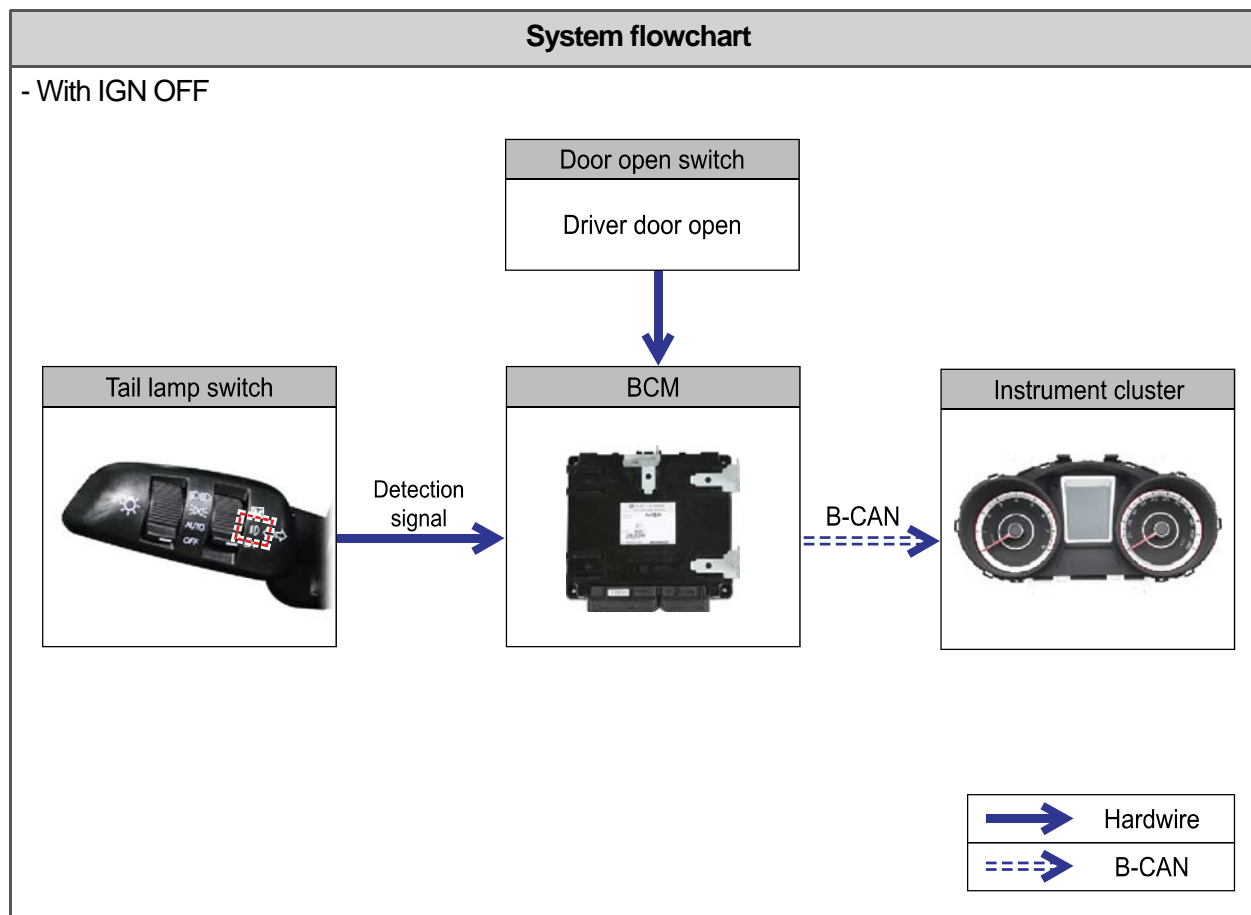 System flowchart
- With IGN OFF
Door open switch
Driver door open
Tail lamp switch
BCM
Instrument cluster
AUTO
OFF
Detection
signal
B-CAN
Hardwire
B-CAN